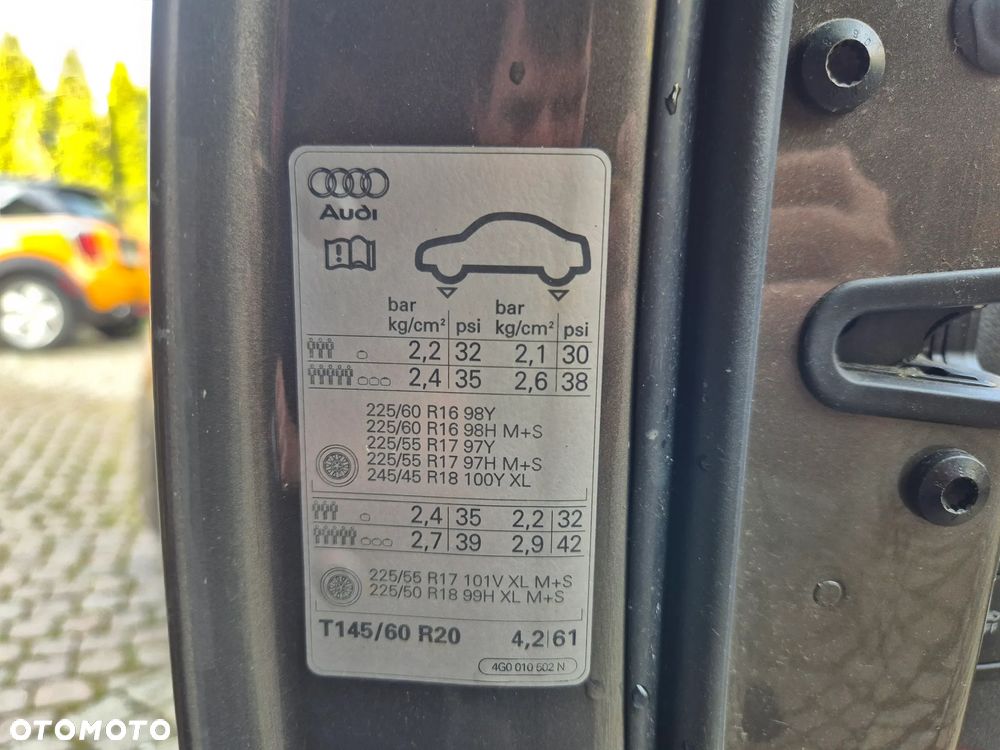 Audi
bar bar
kg/cm² psi kg/cm² psi
2,2 32 2,1 30
2,4 35 2,6 38
225/60 R16 98Y
225/60 R16 98H M+S
225/55 R17 97Y
225/55 R17 97H M+S
245/45 R18 100Y XL
2,4 35 2,2 32
2,7 39 2,9 42
225/55 R17 101V XL M+S
225/50 R18 99H XL M+S
T145/60 R20 4,2 61
4G0 010 502 N
OTOMOTO